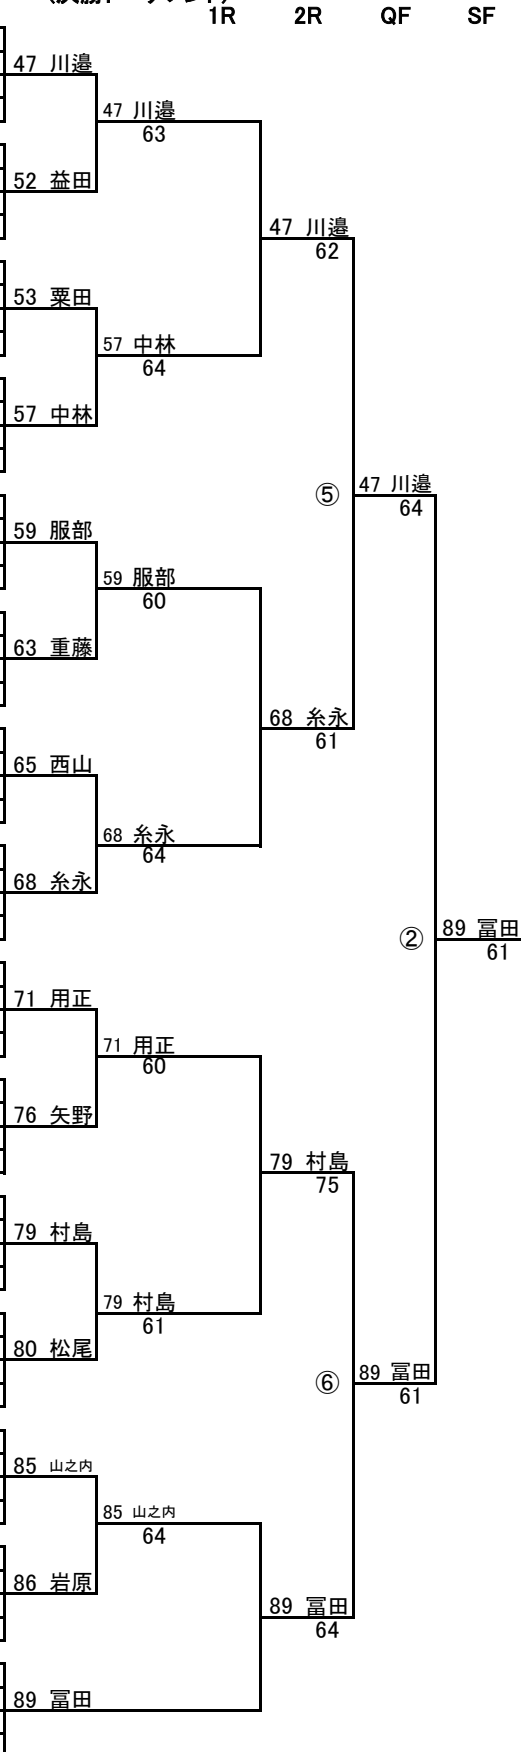 1R 2R QF SF
47 川邉
47 川邉
63
52 益田
47 川邉
62
53 粟田
57 中林
64
57 中林
⑤ 47 川邉
64
59 服部
59 服部
60
63 重藤
68 糸永
61
65 西山
68 糸永
64
68 糸永
② 89 冨田
61
71 用正
71 用正
60
76 矢野
79 村島
75
79 村島
79 村島
61
80 松尾
⑥ 89 冨田
61
85 山之内
85 山之内
64
86 岩原
89 冨田
64
89 冨田